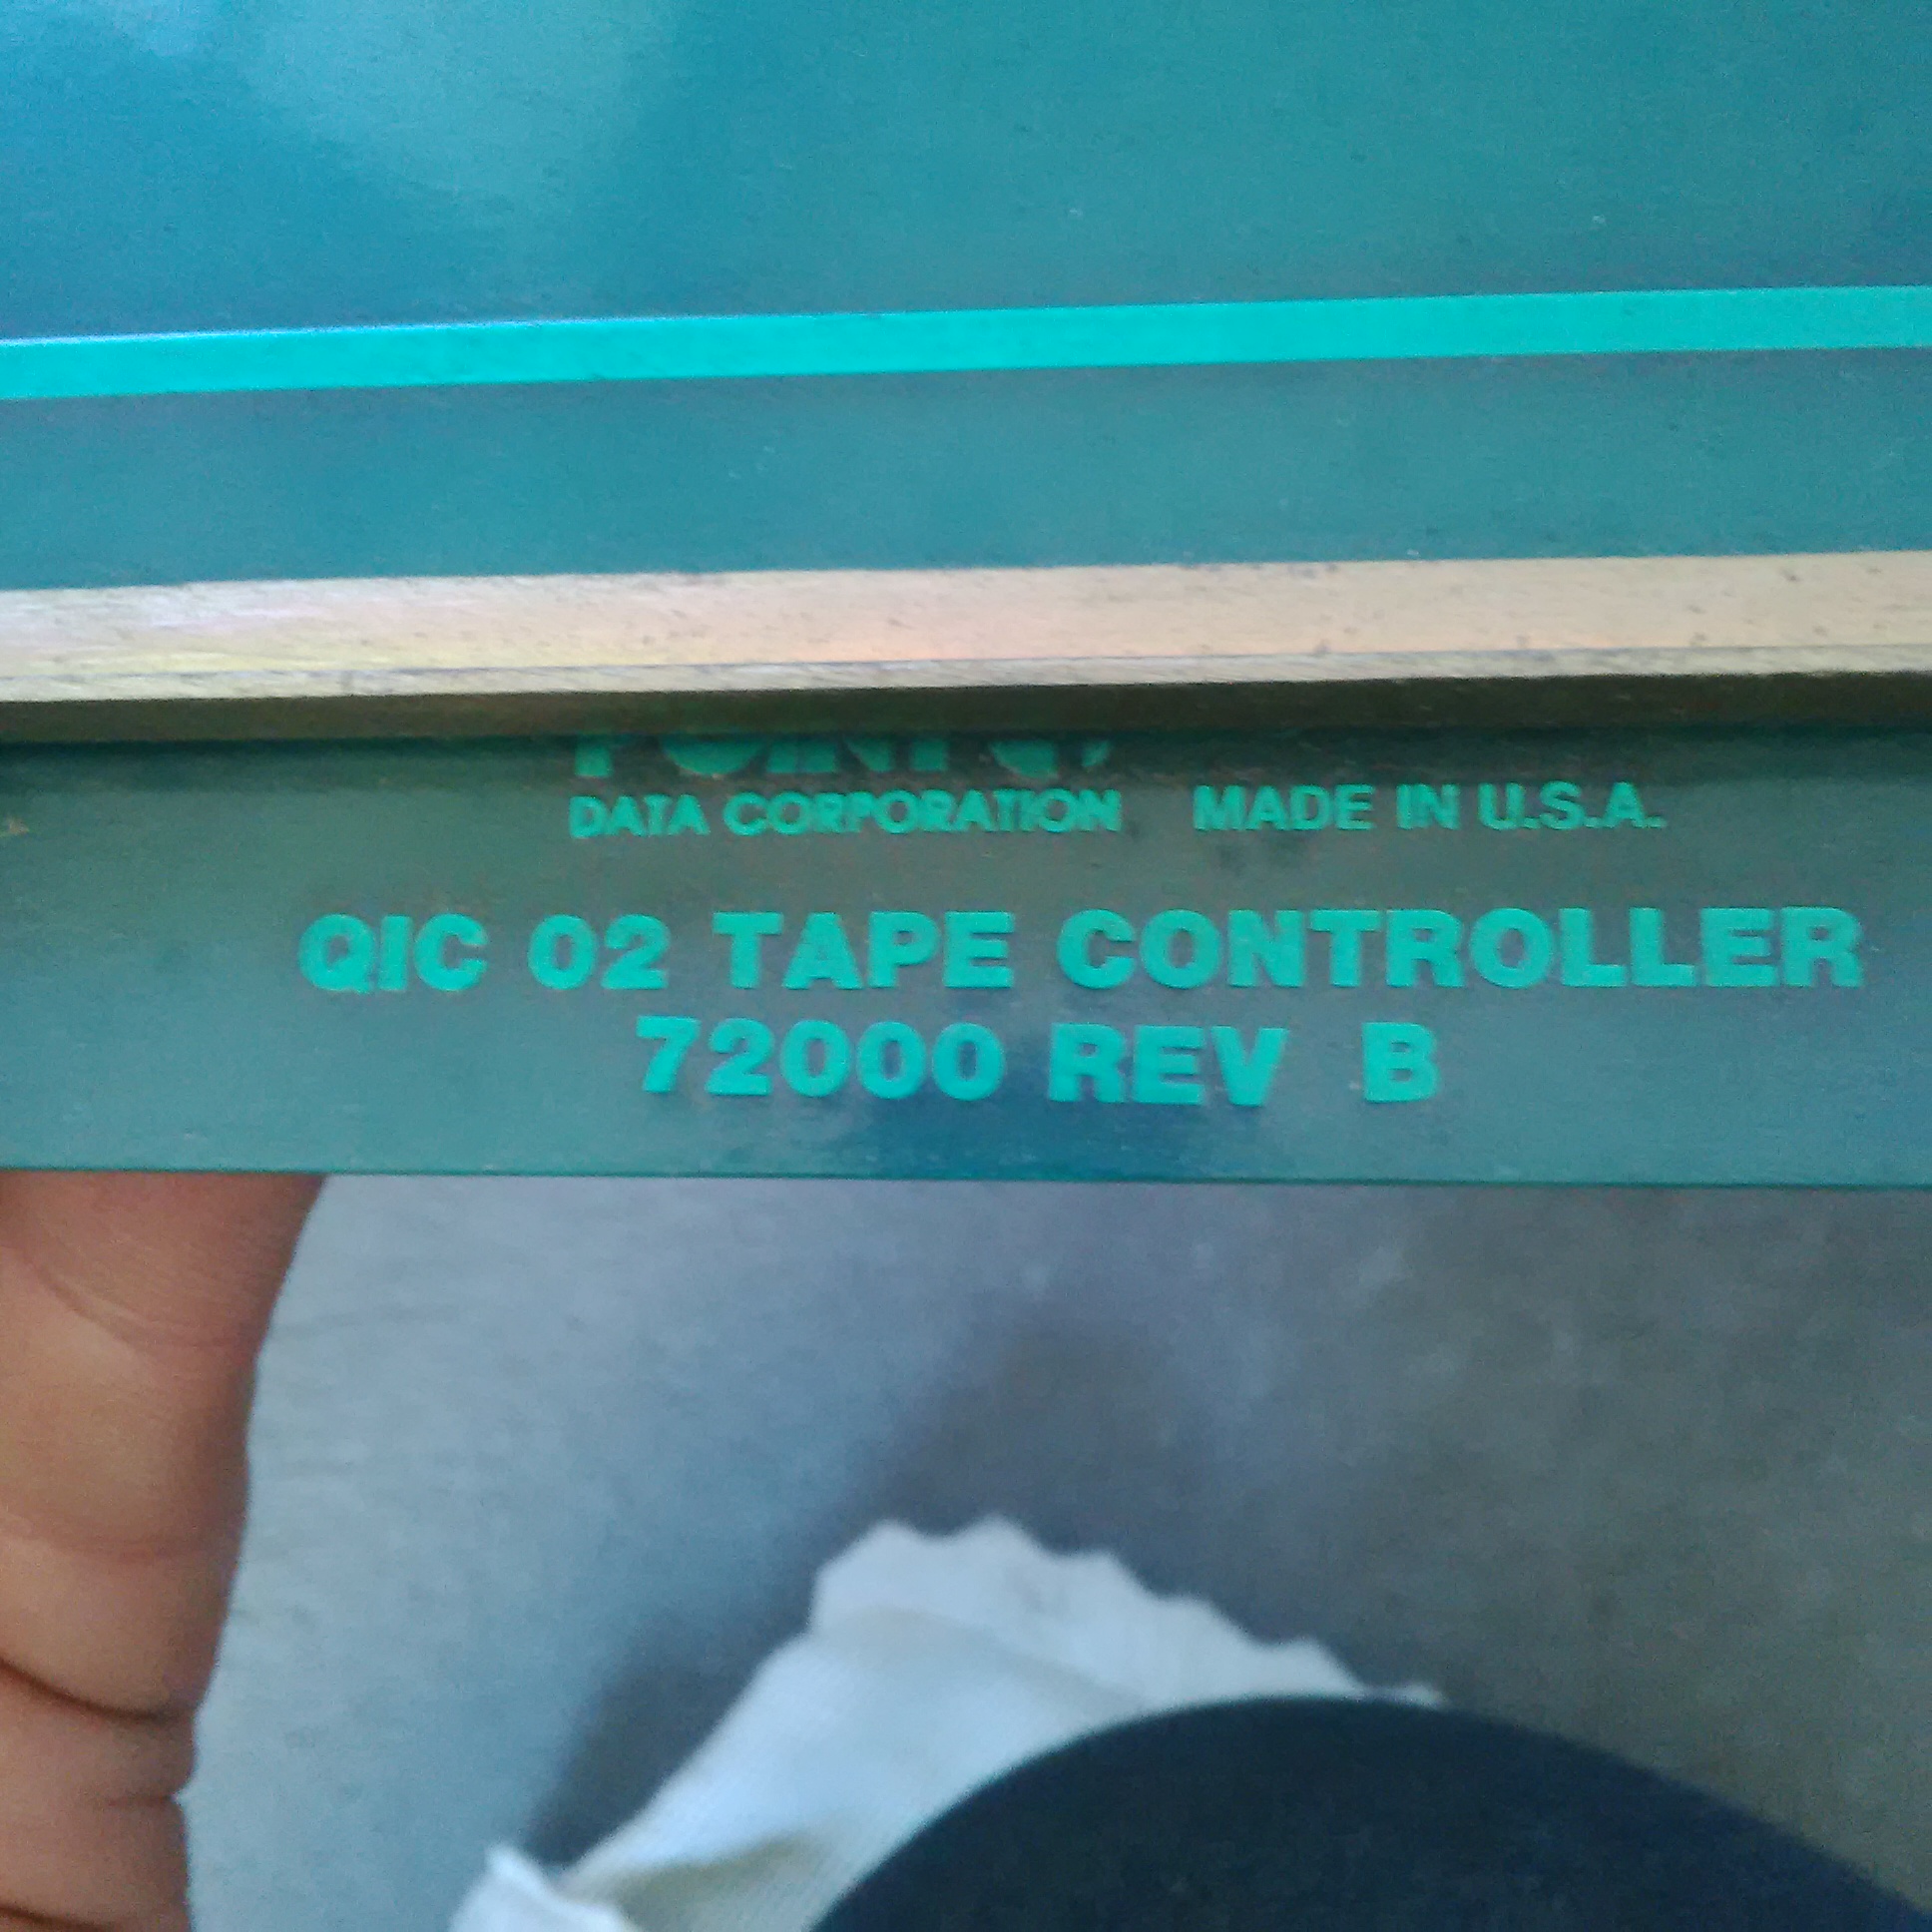 DATA CORPORATION MADE IN U.S.A.
QIC 02 TAPE CONTROLLER
72000 REV B